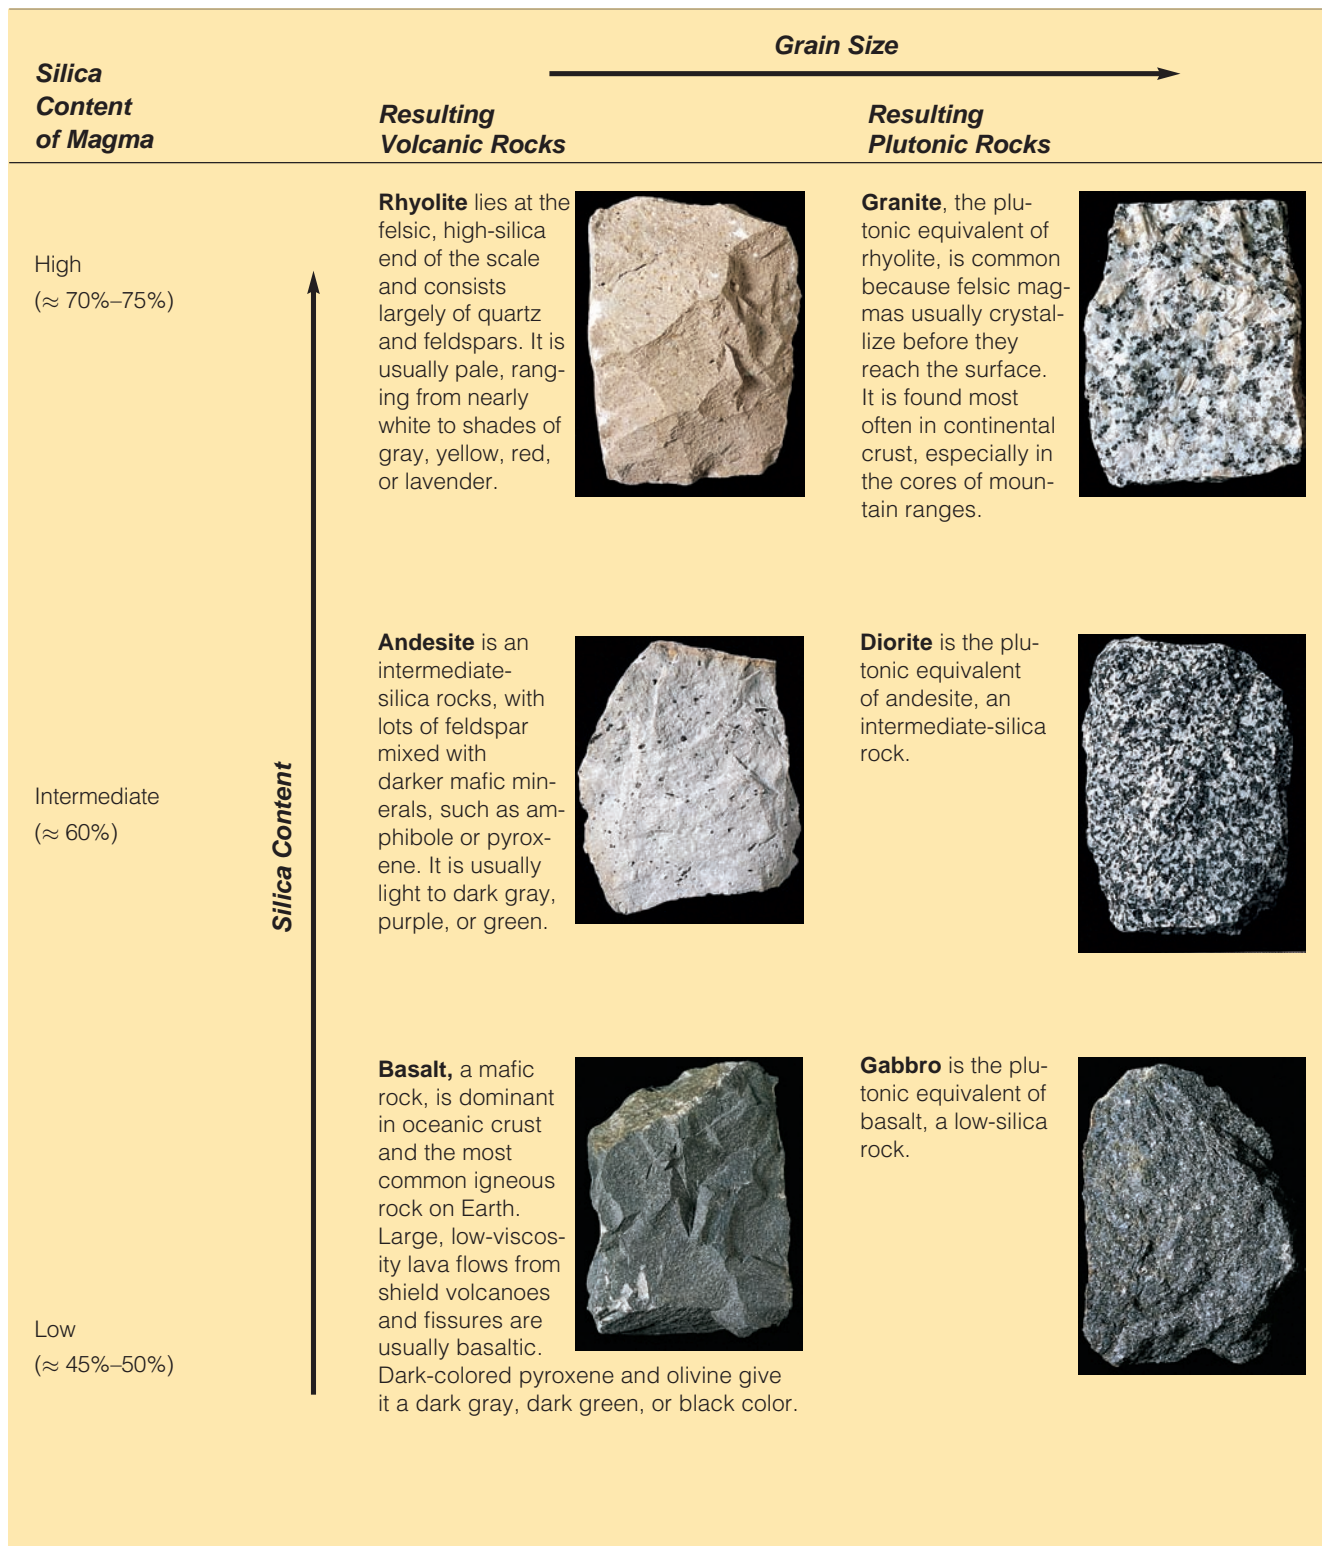 Grain Size
Silica
Content
of Magma
Resulting
Volcanic Rocks
Resulting
Plutonic Rocks
High
(≈ 70%–75%)
Rhyolite lies at the
felsic, high-silica
end of the scale
and consists
largely of quartz
and feldspars. It is
usually pale, rang-
ing from nearly
white to shades of
gray, yellow, red,
or lavender.
Granite, the plu-
tonic equivalent of
rhyolite, is common
because felsic mag-
mas usually crystal-
lize before they
reach the surface.
It is found most
often in continental
crust, especially in
the cores of moun-
tain ranges.
Silica Content
Intermediate
(≈ 60%)
Andesite is an
intermediate-
silica rocks, with
lots of feldspar
mixed with
darker mafic min-
erals, such as am-
phibole or pyrox-
ene. It is usually
light to dark gray,
purple, or green.
Diorite is the plu-
tonic equivalent
of andesite, an
intermediate-silica
rock.
Low
(≈ 45%–50%)
Basalt, a mafic
rock, is dominant
in oceanic crust
and the most
common igneous
rock on Earth.
Large, low-viscos-
ity lava flows from
shield volcanoes
and fissures are
usually basaltic.
Dark-colored pyroxene and olivine give
it a dark gray, dark green, or black color.
Gabbro is the plu-
tonic equivalent of
basalt, a low-silica
rock.